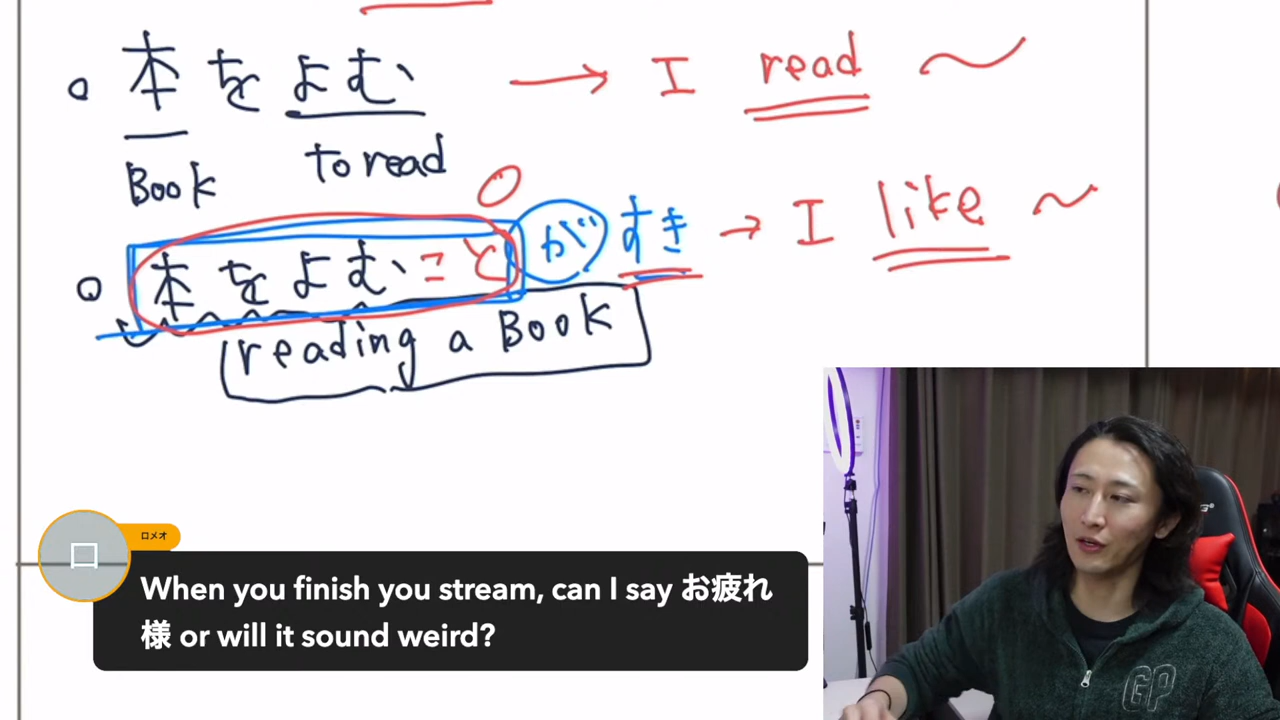 ○ 本をよむ → I read 〜
Book to read
○ 本をよむこと が すき → I like 〜
reading a Book
ロメオ
ロ
When you finish you stream, can I say お疲れ
様 or will it sound weird?
GP